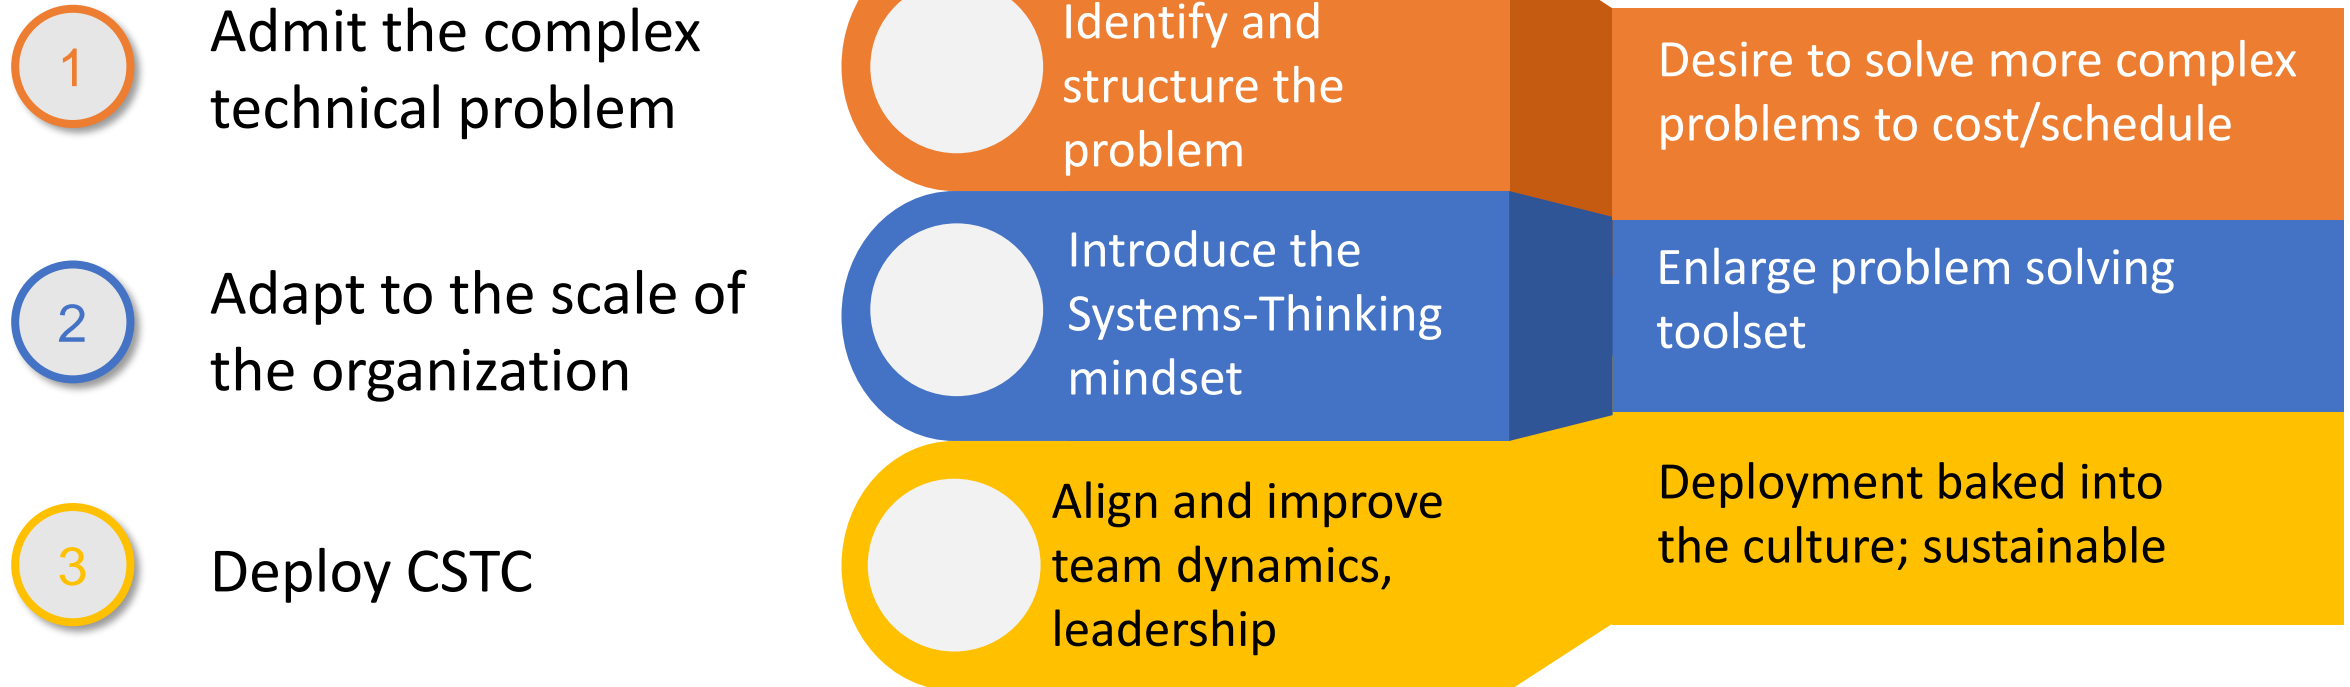 1
Admit the complex
technical problem
Identify and
structure the
problem
Desire to solve more complex
problems to cost/schedule
2
Adapt to the scale of
the organization
Introduce the
Systems-Thinking
mindset
Enlarge problem solving
toolset
3
Deploy CSTC
Align and improve
team dynamics,
leadership
Deployment baked into
the culture; sustainable